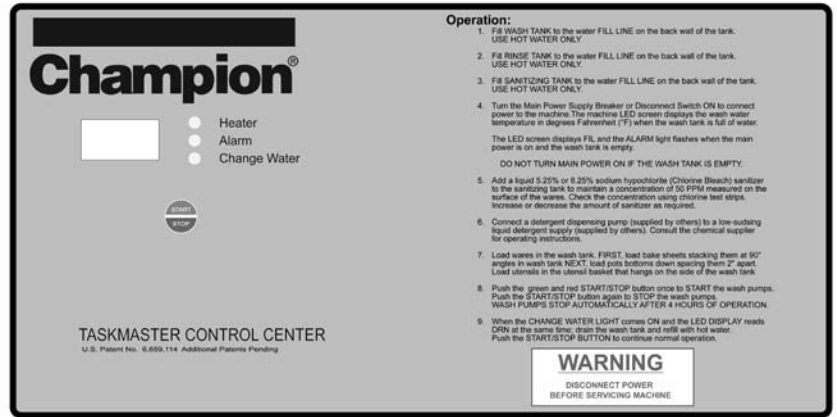 Champion®
Heater
Alarm
Change Water
START
STOP
TASKMASTER CONTROL CENTER
U.S. Patent No. 6,659,114 Additional Patents Pending
Operation:
1. Fill WASH TANK to the water FILL LINE on the back wall of the tank.
USE HOT WATER ONLY
2. Fill RINSE TANK to the water FILL LINE on the back wall of the tank.
USE HOT WATER ONLY.
3. Fill SANITIZING TANK to the water FILL LINE on the back wall of the tank.
USE HOT WATER ONLY.
4. Turn the Main Power Supply Breaker or Disconnect Switch ON to connect
power to the machine.The machine LED screen displays the wash water
temperature in degrees Fahrenheit (°F) when the wash tank is full of water.
The LED screen displays FIL and the ALARM light flashes when the main
power is on and the wash tank is empty.
DO NOT TURN MAIN POWER ON IF THE WASH TANK IS EMPTY.
5. Add a liquid 5.25% or 8.25% sodium hypochlorite (Chlorine Bleach) sanitizer
to the sanitizing tank to maintain a concentration of 50 PPM measured on the
surface of the wares. Check the concentration using chlorine test strips.
Increase or decrease the amount of sanitizer as required.
6. Connect a detergent dispensing pump (supplied by others) to a low-sudsing
liquid detergent supply (supplied by others). Consult the chemical supplier
for operating instructions.
7. Load wares in the wash tank. FIRST, load bake sheets stacking them at 90°
angles in wash tank NEXT, load pots bottoms down spacing them 2" apart.
Load utensils in the utensil basket that hangs on the side of the wash tank
8. Push the green and red START/STOP button once to START the wash pumps.
Push the START/STOP button again to STOP the wash pumps.
WASH PUMPS STOP AUTOMATICALLY AFTER 4 HOURS OF OPERATION.
9. When the CHANGE WATER LIGHT comes ON and the LED DISPLAY reads
DRN at the same time; drain the wash tank and refill with hot water.
Push the START/STOP BUTTON to continue normal operation.
WARNING
DISCONNECT POWER
BEFORE SERVICING MACHINE